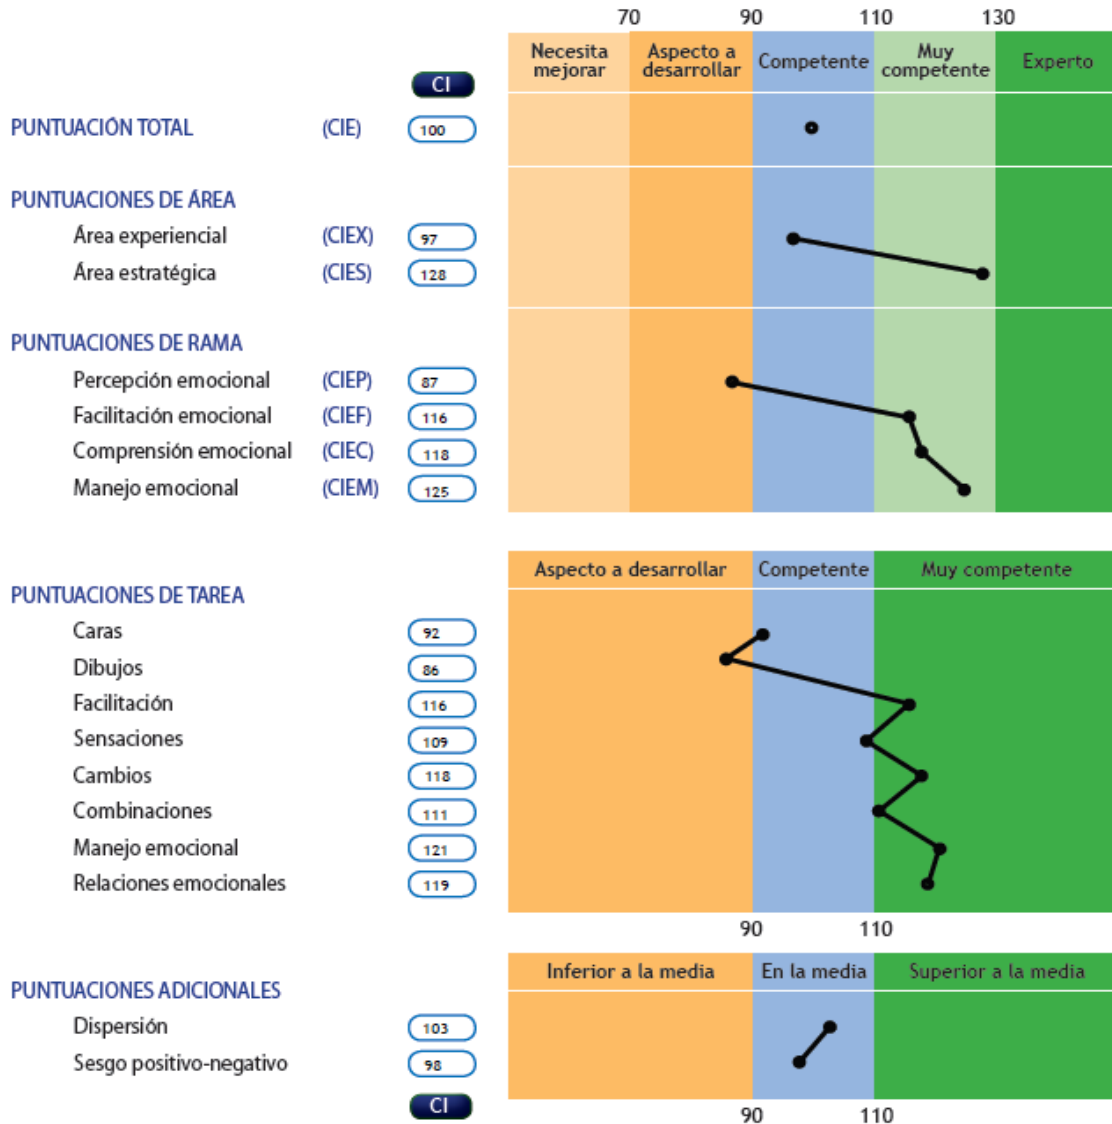 70 90 110 130
Necesita mejorar Aspecto a desarrollar Competente Muy competente Experto
CI
PUNTUACIÓN TOTAL (CIE) 100
PUNTUACIONES DE ÁREA
Área experiencial (CIEX) 97
Área estratégica (CIES) 128
PUNTUACIONES DE RAMA
Percepción emocional (CIEP) 87
Facilitación emocional (CIEF) 116
Comprensión emocional (CIEC) 118
Manejo emocional (CIEM) 125
Aspecto a desarrollar Competente Muy competente
PUNTUACIONES DE TAREA
Caras 92
Dibujos 86
Facilitación 116
Sensaciones 109
Cambios 118
Combinaciones 111
Manejo emocional 121
Relaciones emocionales 119
90 110
Inferior a la media En la media Superior a la media
PUNTUACIONES ADICIONALES
Dispersión 103
Sesgo positivo-negativo 98
CI
90 110